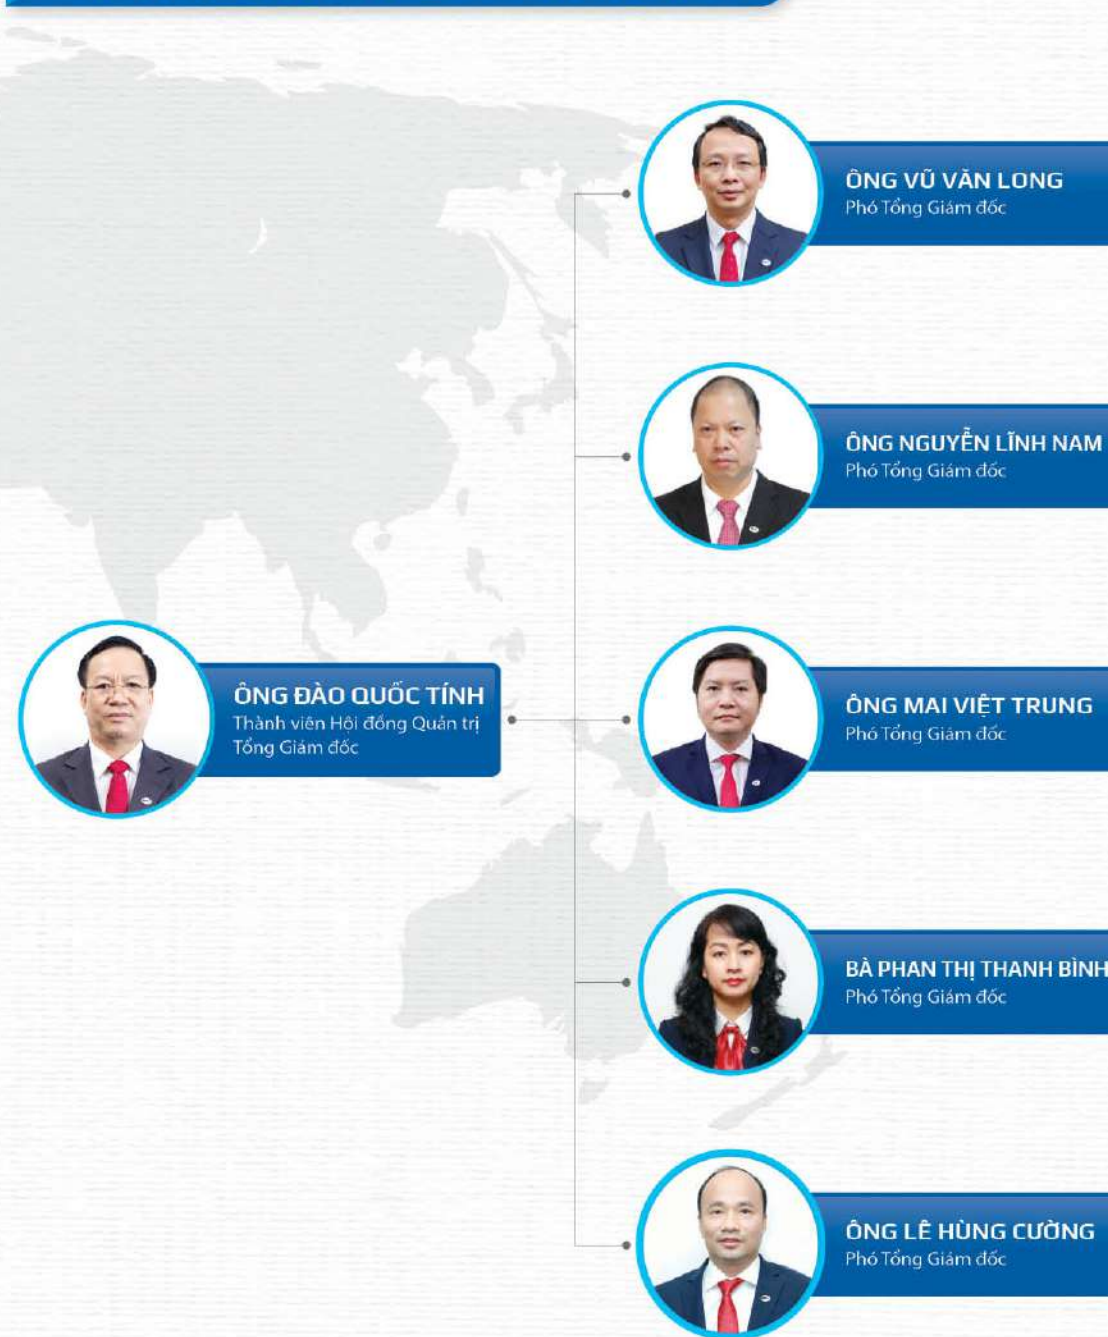 ÔNG VŨ VĂN LONG
Phó Tổng Giám đốc
ÔNG NGUYỄN LĨNH NAM
Phó Tổng Giám đốc
ÔNG ĐÀO QUỐC TÍNH
Thành viên Hội đồng Quản trị
Tổng Giám đốc
ÔNG MAI VIỆT TRUNG
Phó Tổng Giám đốc
BÀ PHAN THỊ THANH BÌNH
Phó Tổng Giám đốc
ÔNG LÊ HÙNG CƯỜNG
Phó Tổng Giám đốc